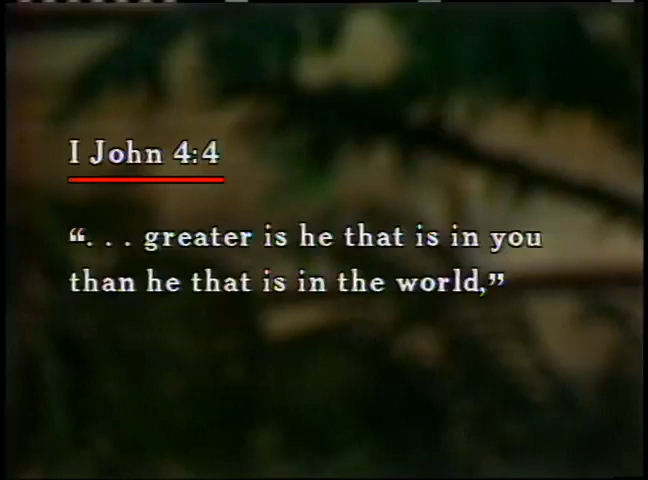 I John 4:4
“. . . greater is he that is in you
than he that is in the world,”